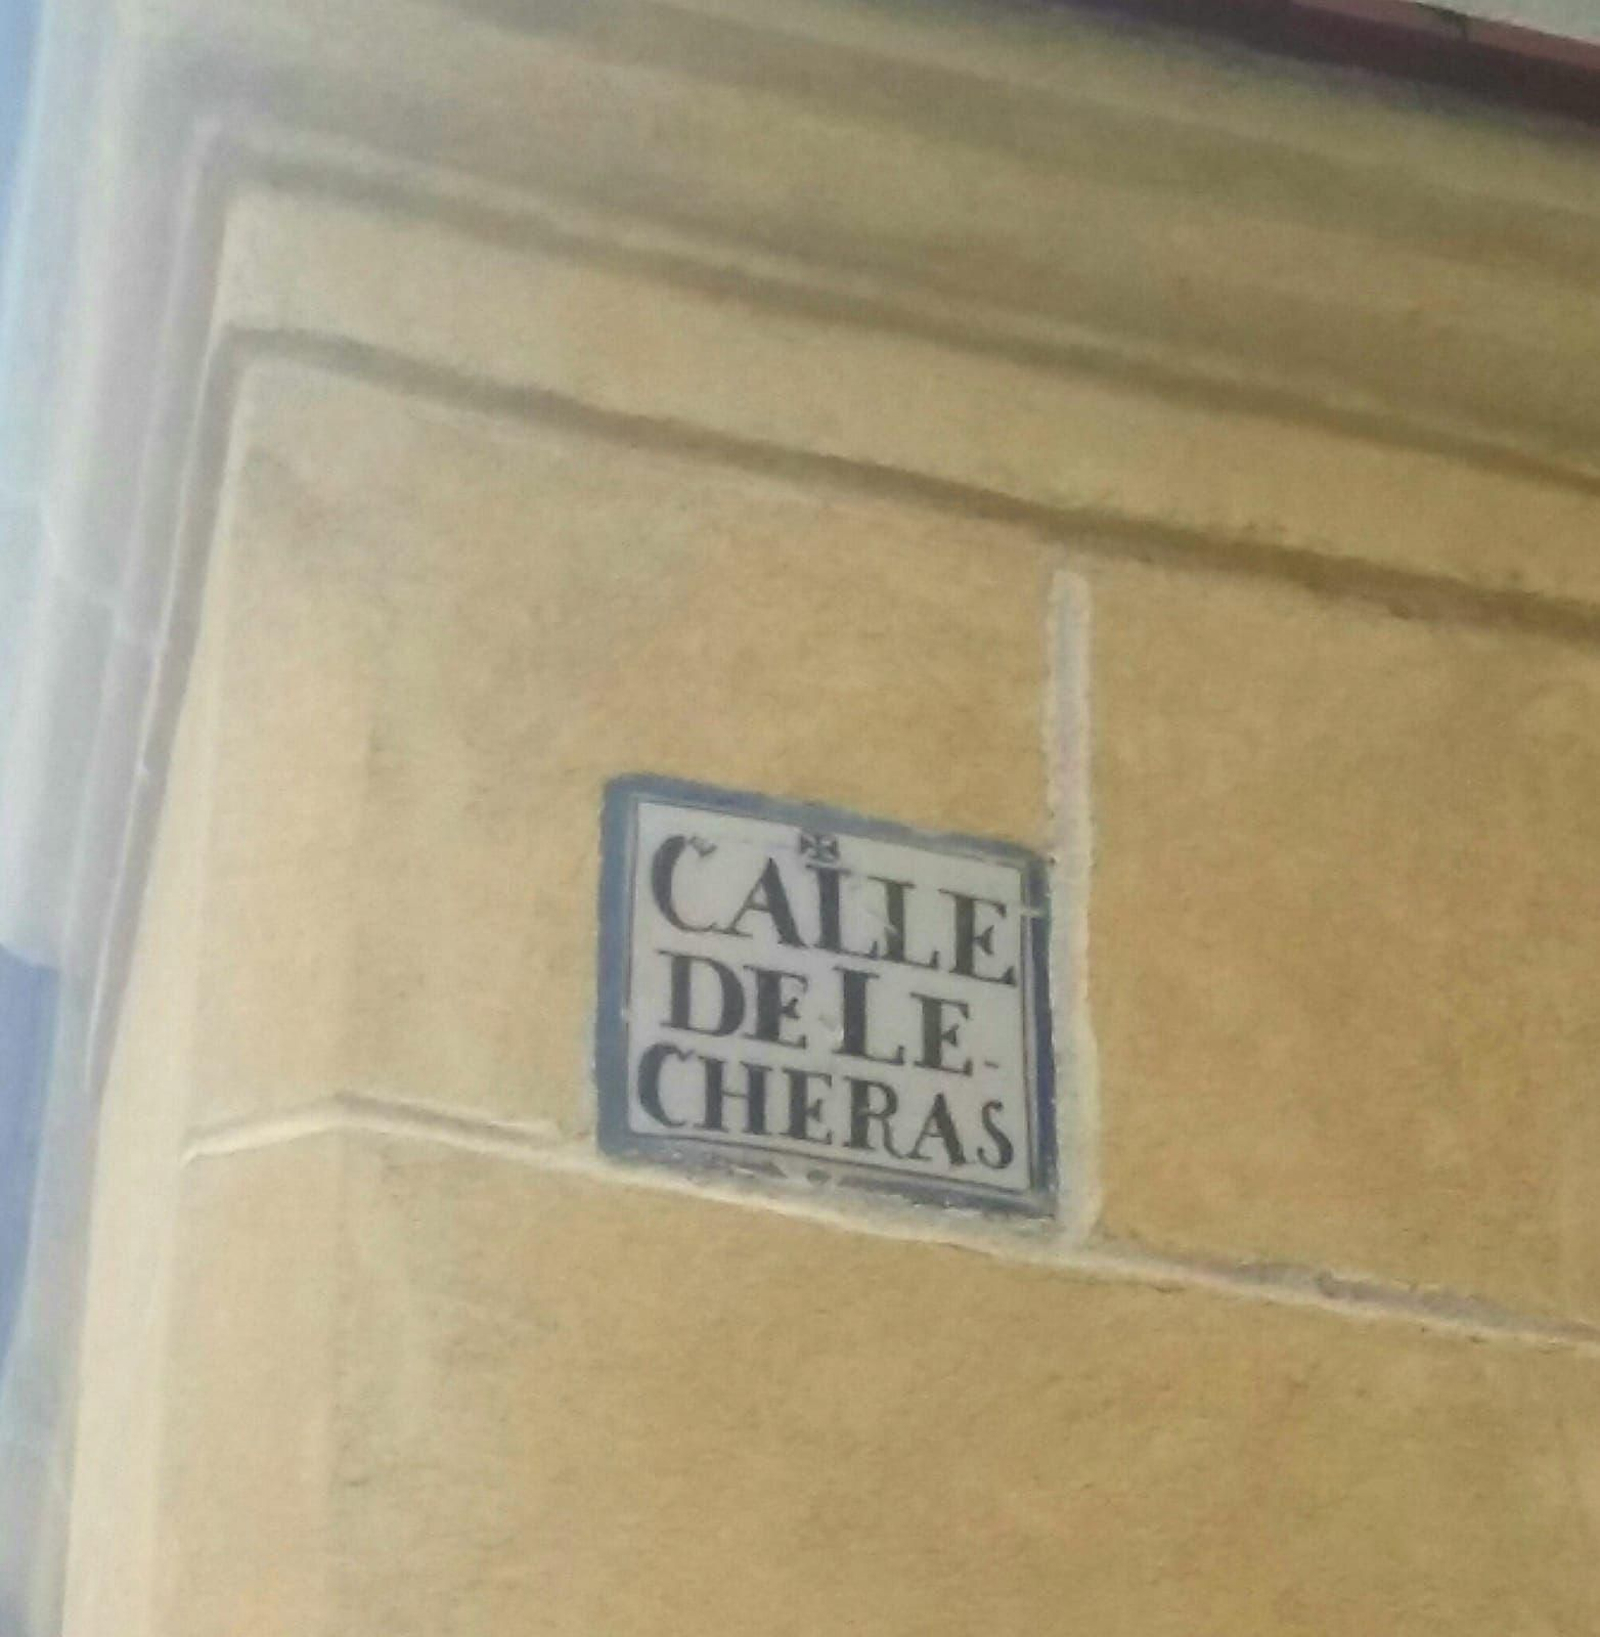 CALLE
DE LE-
CHERAS